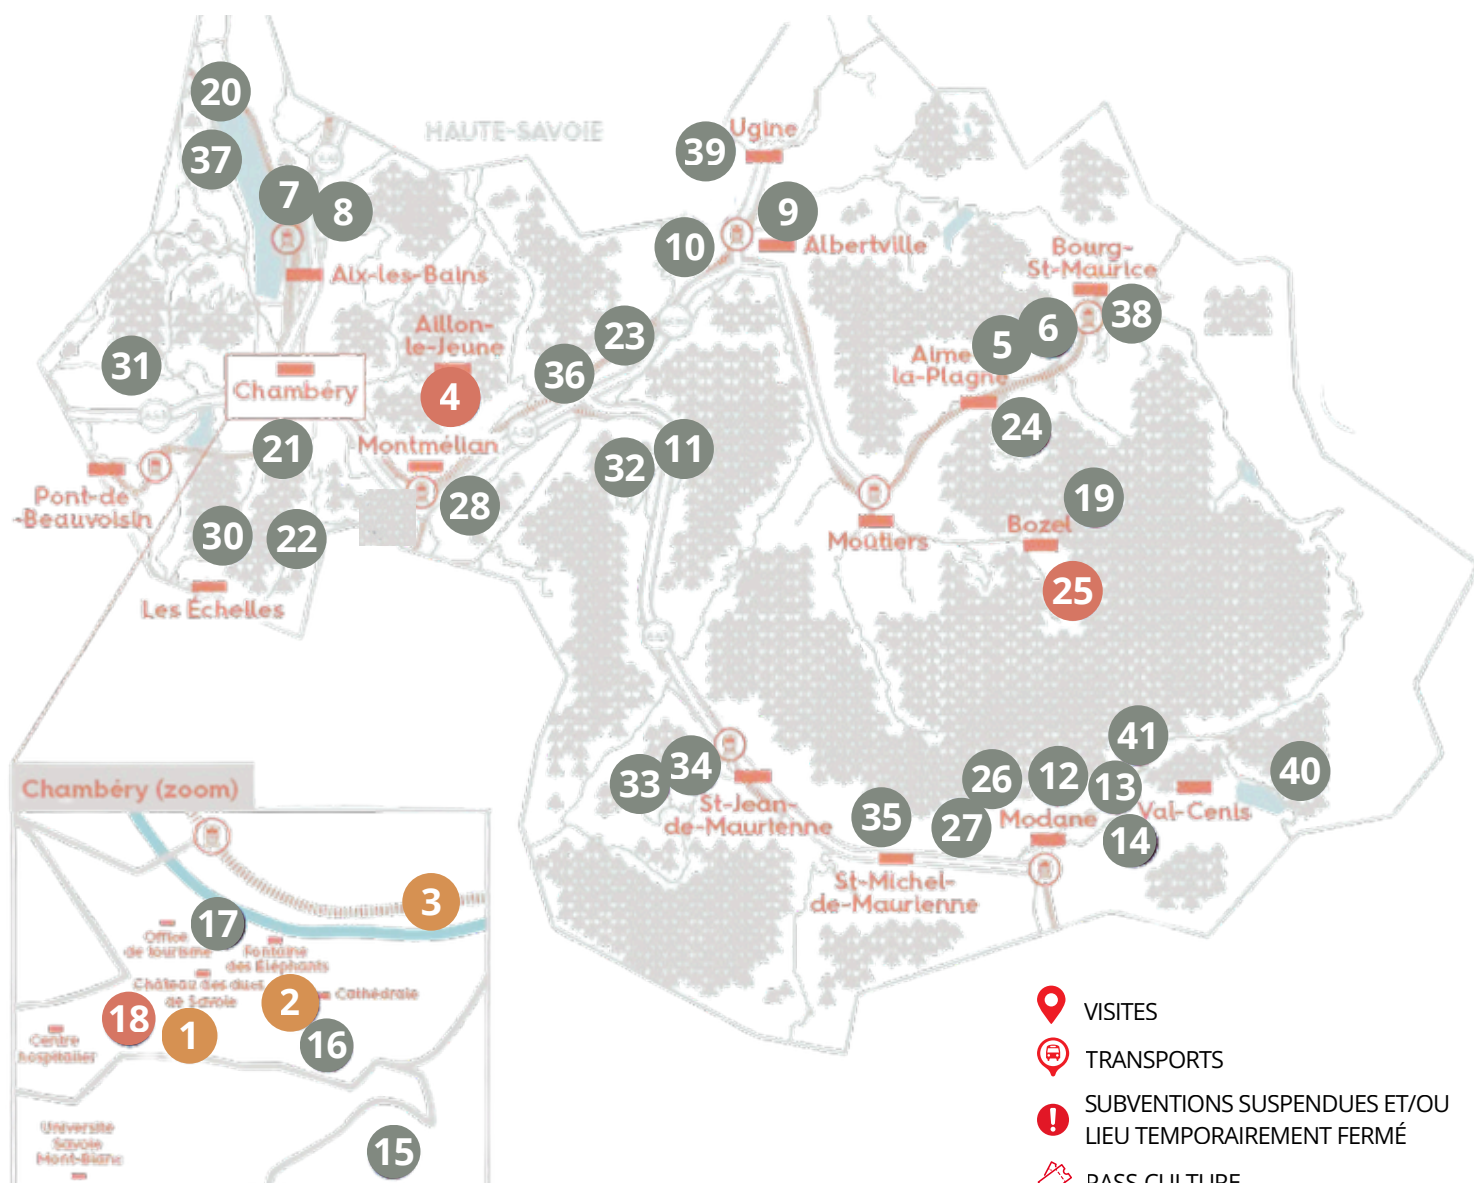 20
HAUTE-SAVOIE
Ugine
39
37
7
8
9
10
Albertville
Bourg-
St-Maurice
Aix-les-Bains
38
6
5
Aillon-
le-Jeune
23
31
36
Aime
la-Plagne
Chambéry
4
24
21
Montmélian
11
32
Pont-de
-Beauvoisin
28
19
Bozel
30
22
Moûtiers
Les Échelles
25
41
34
33
26
12
13
40
St-Jean-
de-Maurienne
35
27
Modane
Val-Cenis
14
St-Michel-
de-Maurienne
Chambéry (zoom)
3
17
Office
de Tourisme
Fontaine
des Éléphants
Château des ducs
de Savoie
2
Cathédrale
18
1
16
Centre
hospitalier
Université
Savoie
Mont-Blanc
15
VISITES
TRANSPORTS
SUBVENTIONS SUSPENDUES ET/OU
LIEU TEMPORAIREMENT FERMÉ
PASS CULTURE